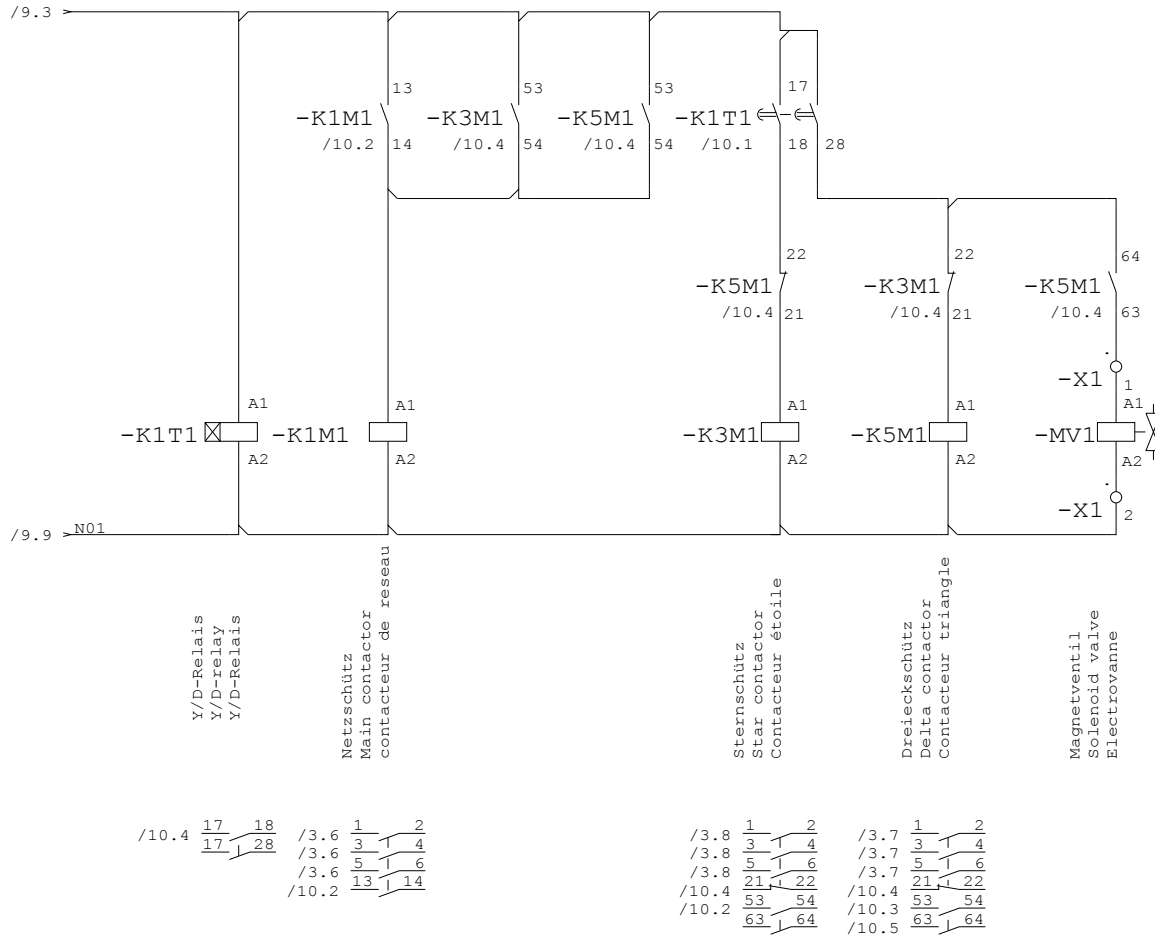 /9.3
13
53
53
17
-K1M1
-K3M1
-K5M1
-K1T1
/10.2
14
/10.4
54
/10.4
54
/10.1
18
28
22
22
64
-K5M1
-K3M1
-K5M1
/10.4
21
/10.4
21
/10.4
63
-X1
1
A1
A1
A1
A1
A1
-K1T1
-K1M1
-K3M1
-K5M1
-MV1
A2
A2
A2
A2
A2
-X1
2
/9.9
N01
Y/D-Relais
Y/D-relay
Y/D-Relais
Netzschütz
Main contactor
contacteur de reseau
Sternschütz
Star contactor
Contacteur étoile
Dreieckschütz
Delta contactor
Contacteur triangle
Magnetventil
Solenoid valve
Electrovanne
/10.4 17 18
17 28
/3.6 1 2
/3.6 3 4
/3.6 5 6
/10.2 13 14
/3.8 1 2
/3.8 3 4
/3.8 5 6
/10.4 21 22
/10.2 53 54
63 64
/3.7 1 2
/3.7 3 4
/3.7 5 6
/10.4 21 22
/10.3 53 54
/10.5 63 64